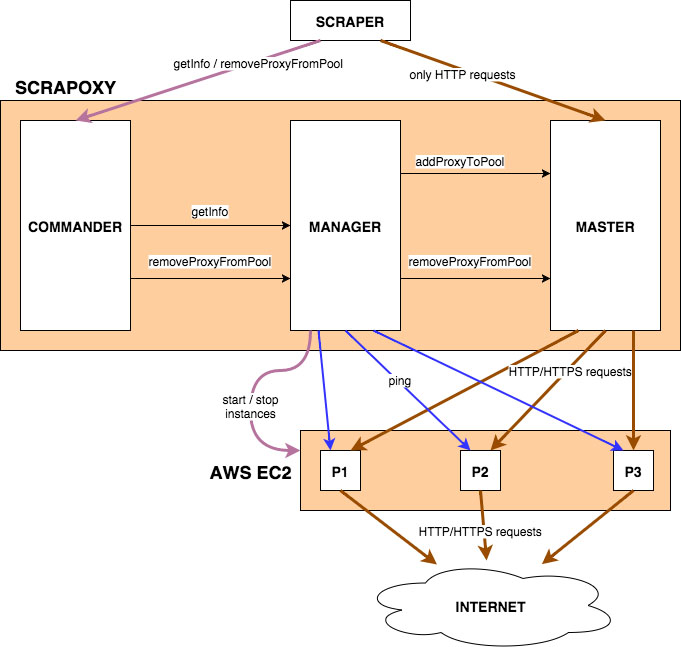 SCRAPER
getInfo / removeProxyFromPool
only HTTP requests
SCRAPOXY
COMMANDER
MANAGER
MASTER
addProxyToPool
getInfo
removeProxyFromPool
removeProxyFromPool
start / stop
instances
ping
HTTP/HTTPS requests
AWS EC2
P1
P2
P3
HTTP/HTTPS requests
INTERNET